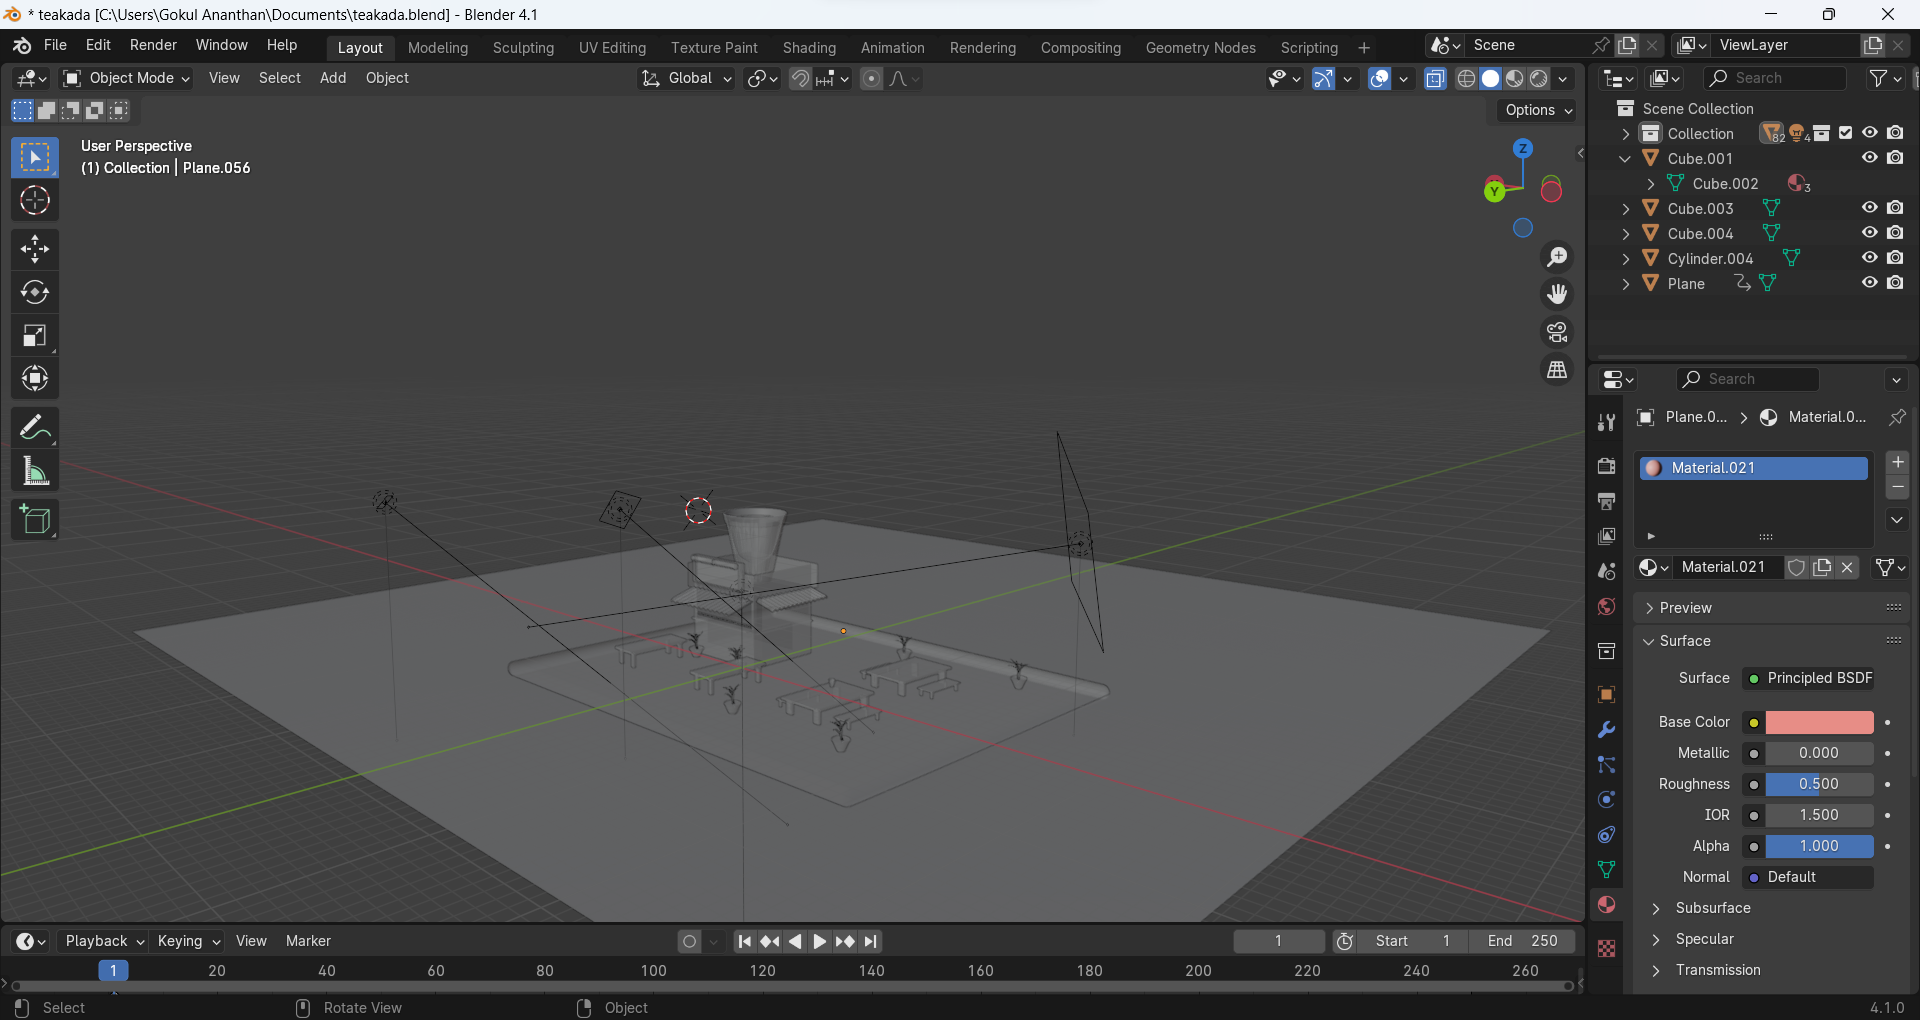 * teakada [C:\Users\Gokul Ananthan\Documents\teakada.blend] - Blender 4.1
File Edit Render Window Help Layout Modeling Sculpting UV Editing Texture Paint Shading Animation Rendering Compositing Geometry Nodes Scripting + Scene ViewLayer
Object Mode View Select Add Object Global Search
Options
User Perspective
(1) Collection | Plane.056
Z
Y
Scene Collection
Collection 82 4
Cube.001
Cube.002 3
Cube.003
Cube.004
Cylinder.004
Plane
Search
Plane.0... Material.0...
Material.021
Material.021
Preview
Surface
Surface Principled BSDF
Base Color
Metallic 0.000
Roughness 0.500
IOR 1.500
Alpha 1.000
Normal Default
Subsurface
Specular
Transmission
Playback Keying View Marker 1 Start 1 End 250
1 20 40 60 80 100 120 140 160 180 200 220 240 260
Select Rotate View Object 4.1.0